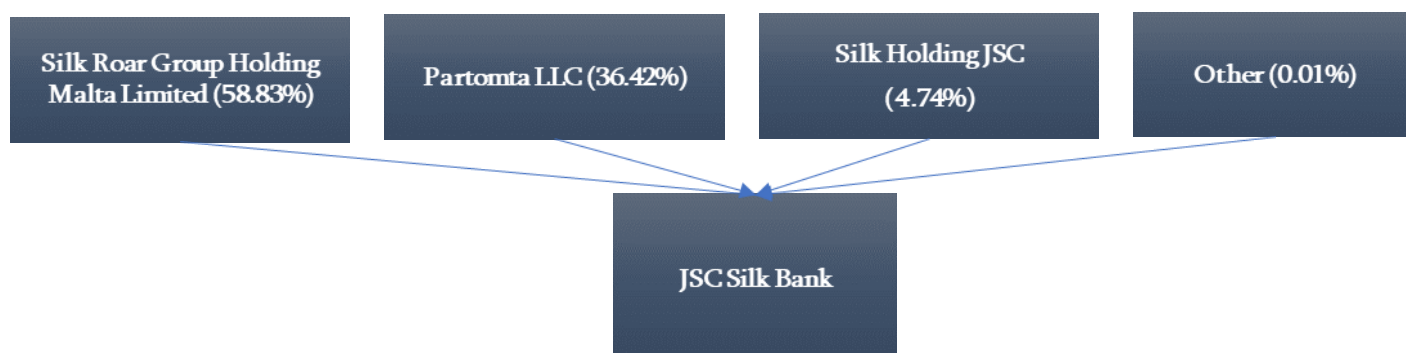 Silk Roar Group Holding
Malta Limited (58.83%)
Partomta LLC (36.42%)
Silk Holding JSC
(4.74%)
Other (0.01%)
JSC Silk Bank